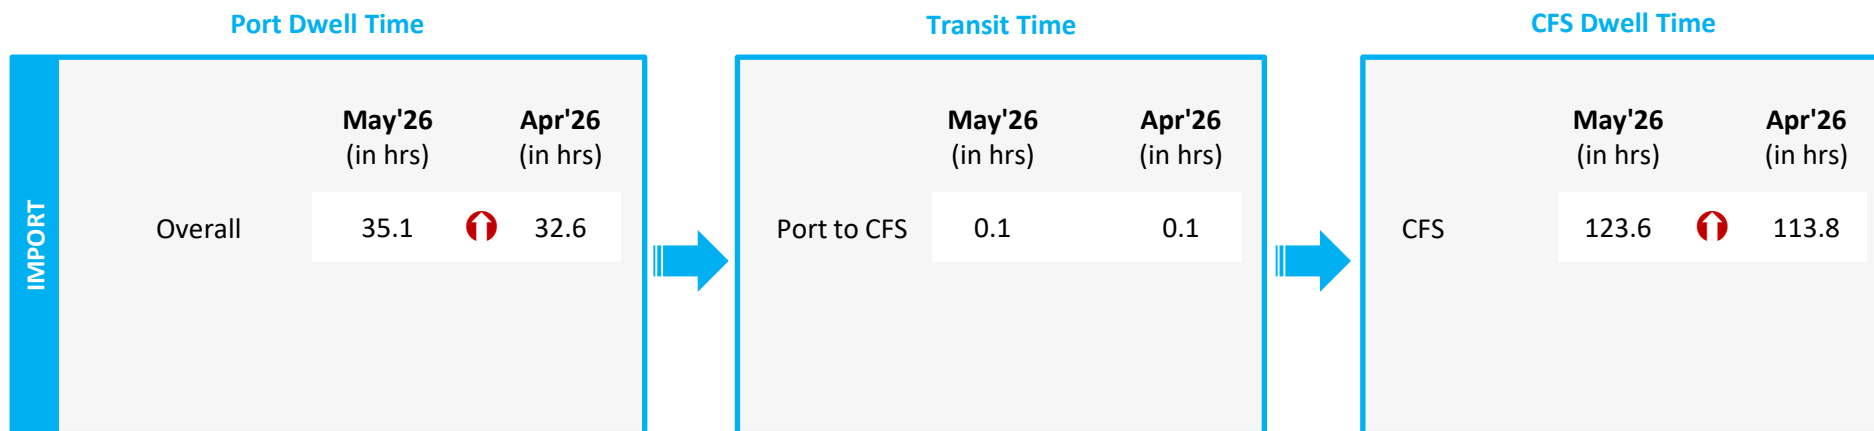 Port Dwell Time
Transit Time
CFS Dwell Time
IMPORT
May'26 Apr'26
(in hrs) (in hrs)
Overall 35.1 32.6
May'26 Apr'26
(in hrs) (in hrs)
Port to CFS 0.1 0.1
May'26 Apr'26
(in hrs) (in hrs)
CFS 123.6 113.8